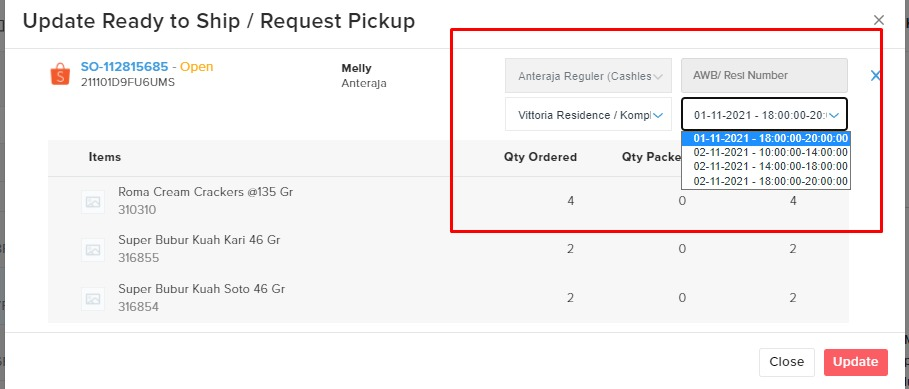 Update Ready to Ship / Request Pickup
SO-112815685 - Open
211101D9FU6UMS
Melly
Anteraja
Anteraja Reguler (Cashles
AWB/ Resi Number
Vittoria Residence / Kompl
01-11-2021 - 18:00:00-20:
01-11-2021 - 18:00:00-20:00:00
02-11-2021 - 10:00:00-14:00:00
02-11-2021 - 14:00:00-18:00:00
02-11-2021 - 18:00:00-20:00:00
Items Qty Ordered Qty Packe
Roma Cream Crackers @135 Gr
310310
4 0 4
Super Bubur Kuah Kari 46 Gr
316855
2 0 2
Super Bubur Kuah Soto 46 Gr
316854
2 0 2
Close Update